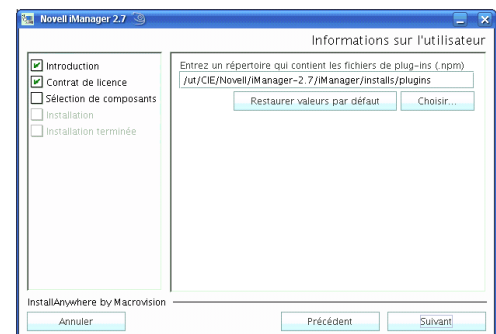 Novell iManager 2.7
Informations sur l'utilisateur
Introduction
Contrat de licence
Sélection de composants
Installation
Installation terminée
Entrez un répertoire qui contient les fichiers de plug-ins (.npm)
/ut/CIE/Novell/iManager-2.7/iManager/installs/plugins
Restaurer valeurs par défaut
Choisir...
InstallAnywhere by Macrovision
Annuler
Précédent
Suivant